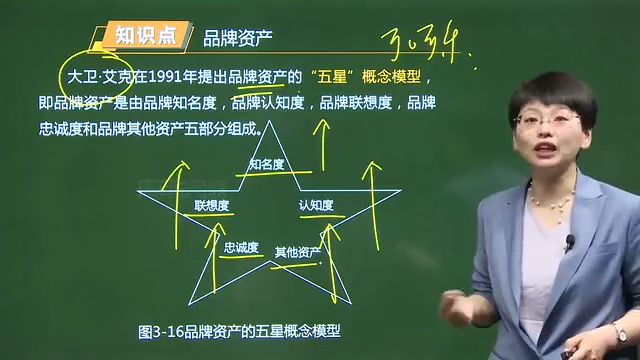 知识点 品牌资产
大卫·艾克在1991年提出品牌资产的“五星”概念模型，
即品牌资产是由品牌知名度，品牌认知度，品牌联想度，品牌
忠诚度和品牌其他资产五部分组成。
知名度
联想度 认知度
忠诚度 其他资产
图3-16品牌资产的五星概念模型